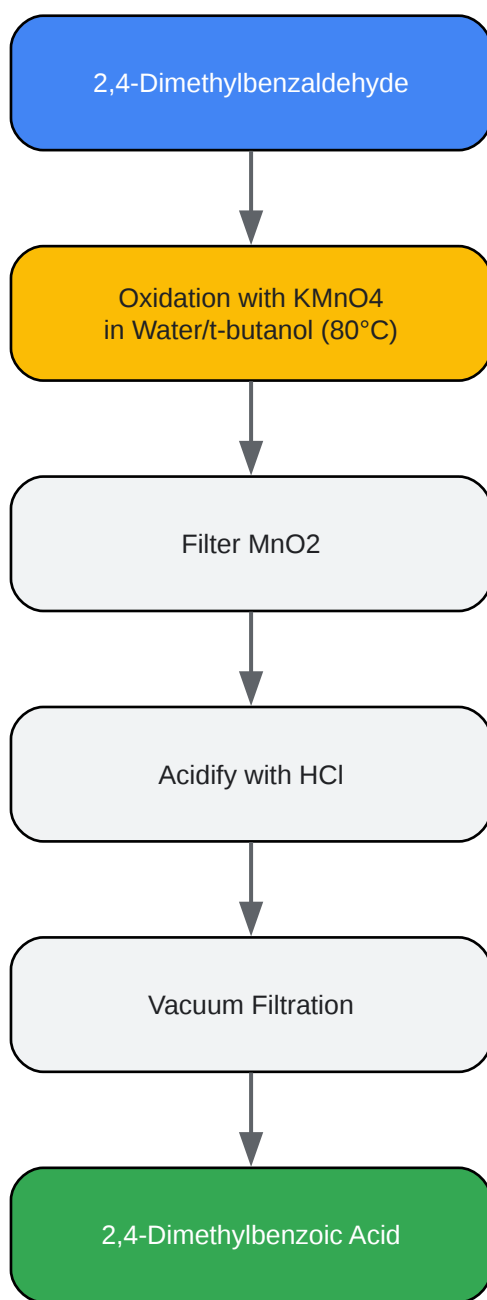 2,4-Dimethylbenzaldehyde
Oxidation with KMnO4
in Water/t-butanol (80°C)
Filter MnO2
Acidify with HCl
Vacuum Filtration
2,4-Dimethylbenzoic Acid